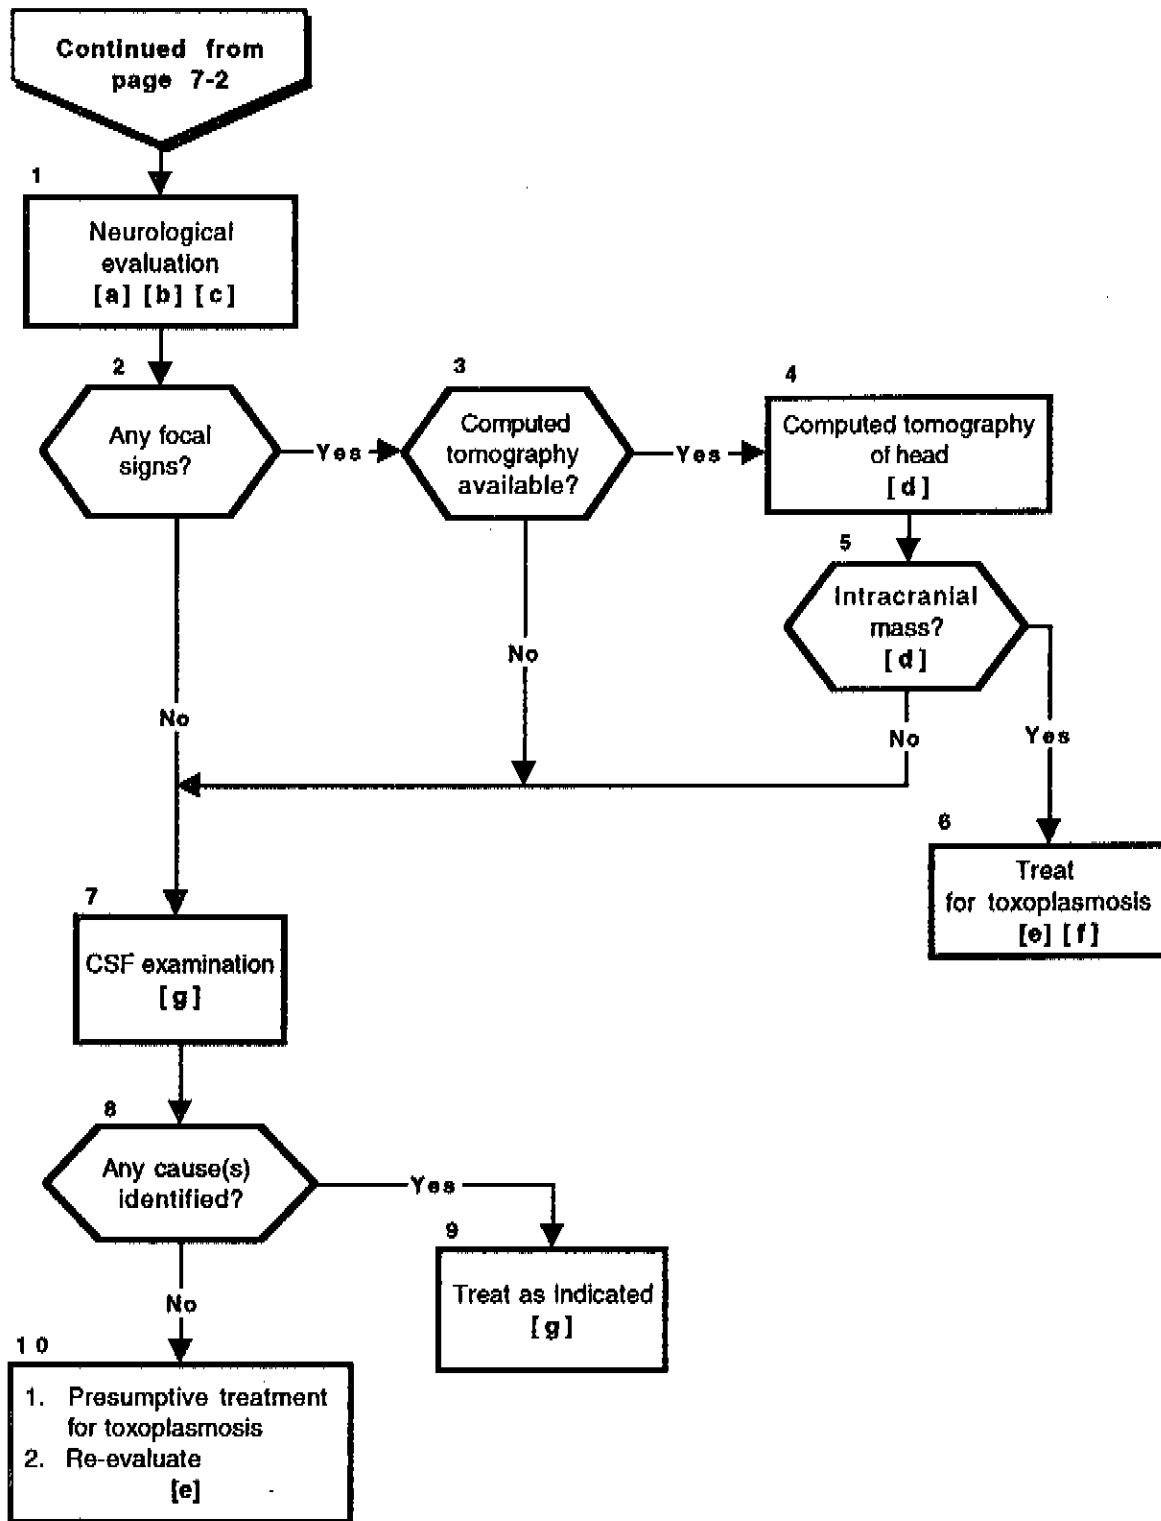 Continued from
page 7-2
1
Neurological
evaluation
[a] [b] [c]
2
Any focal
signs?
Yes
3
Computed
tomography
available?
Yes
4
Computed tomography
of head
[d]
5
Intracranial
mass?
[d]
No
No
No
Yes
6
Treat
for toxoplasmosis
[e] [f]
7
CSF examination
[g]
8
Any cause(s)
identified?
Yes
9
Treat as indicated
[g]
No
10
1. Presumptive treatment
for toxoplasmosis
2. Re-evaluate
[e]